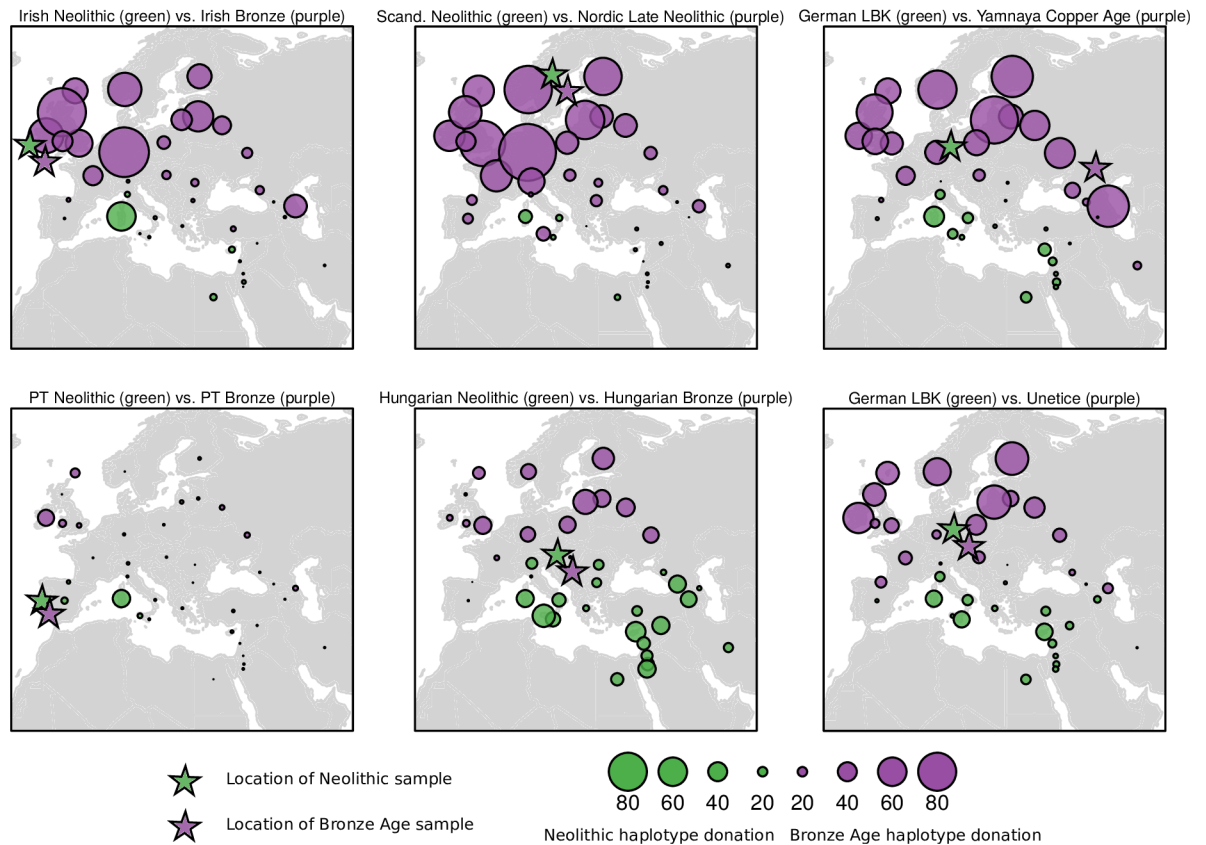 Irish Neolithic (green) vs. Irish Bronze (purple)
Scand. Neolithic (green) vs. Nordic Late Neolithic (purple)
German LBK (green) vs. Yamnaya Copper Age (purple)
PT Neolithic (green) vs. PT Bronze (purple)
Hungarian Neolithic (green) vs. Hungarian Bronze (purple)
German LBK (green) vs. Unetice (purple)
Location of Neolithic sample
Location of Bronze Age sample
80 60 40 20 20 40 60 80
Neolithic haplotype donation Bronze Age haplotype donation